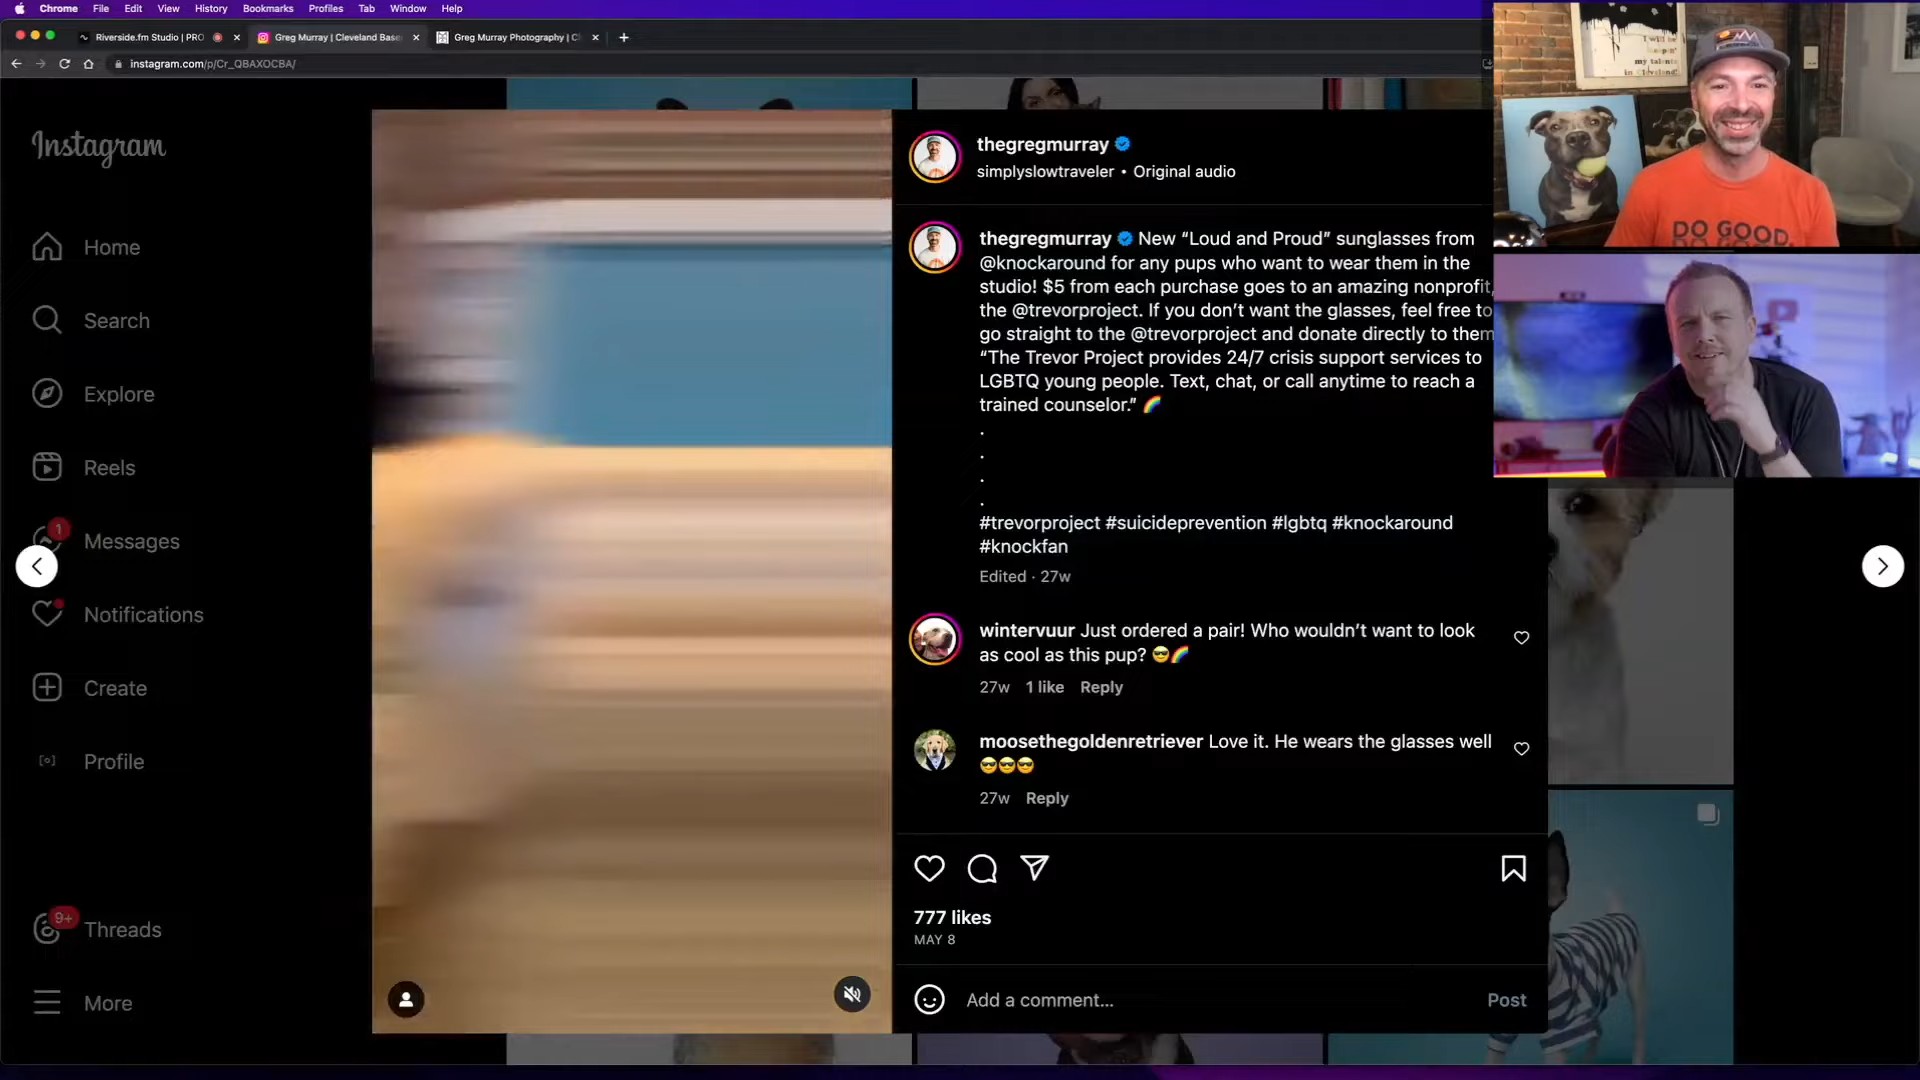 Chrome File Edit View History Bookmarks Profiles Tab Window Help
Riverside.fm Studio | PRO
Greg Murray | Cleveland Base
Greg Murray Photography | C
instagram.com/p/Cr_QBAXOCBA/
Instagram
Home
Search
Explore
Reels
1
Messages
Notifications
Create
Profile
9+
Threads
More
thegregmurray
simplyslowtraveler • Original audio
thegregmurray New “Loud and Proud” sunglasses from
@knockaround for any pups who want to wear them in the
studio! $5 from each purchase goes to an amazing nonprofit,
the @trevorproject. If you don’t want the glasses, feel free to
go straight to the @trevorproject and donate directly to them
“The Trevor Project provides 24/7 crisis support services to
LGBTQ young people. Text, chat, or call anytime to reach a
trained counselor.” 🌈
.
.
.
.
#trevorproject #suicideprevention #lgbtq #knockaround
#knockfan
Edited · 27w
wintervuur Just ordered a pair! Who wouldn’t want to look
as cool as this pup? 😎🌈
27w 1 like Reply
moosethegoldenretriever Love it. He wears the glasses well
😎😎😎
27w Reply
777 likes
MAY 8
Add a comment...
Post
my talents
in Cleveland
DO GOOD.